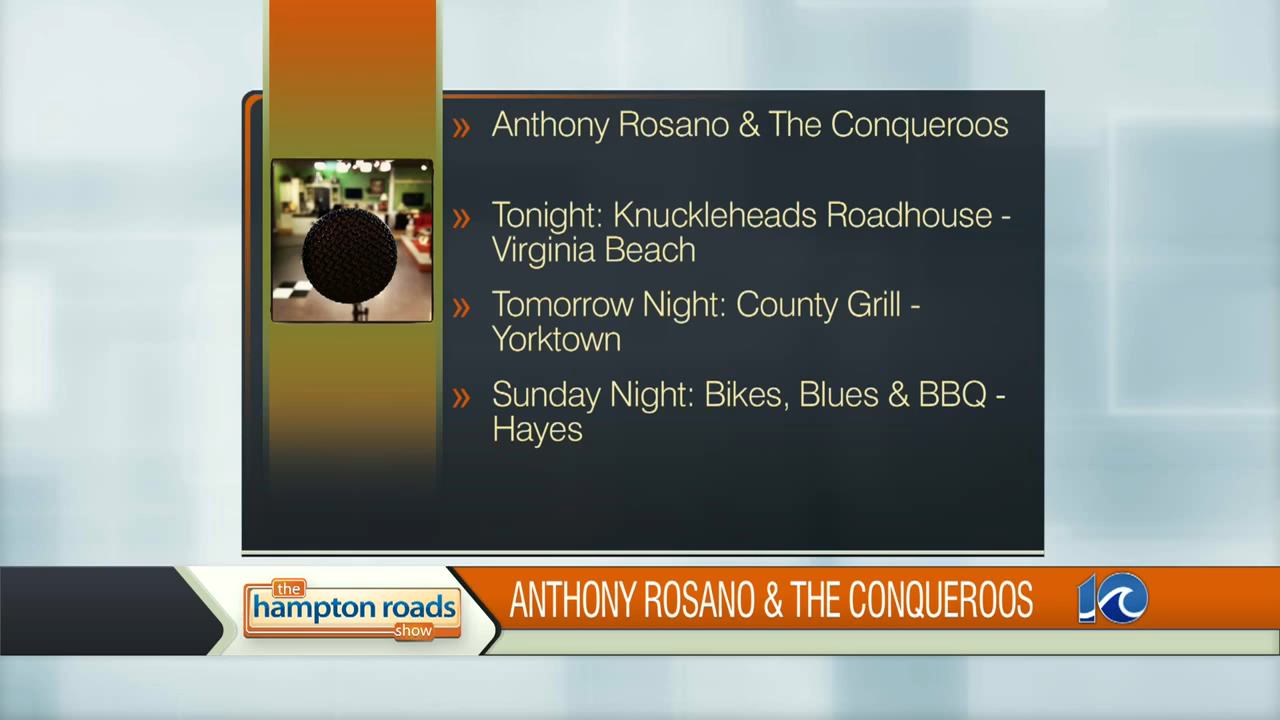 » Anthony Rosano & The Conqueroos
» Tonight: Knuckleheads Roadhouse -
Virginia Beach
» Tomorrow Night: County Grill -
Yorktown
» Sunday Night: Bikes, Blues & BBQ -
Hayes
the
hampton roads
show
ANTHONY ROSANO & THE CONQUEROOS
10